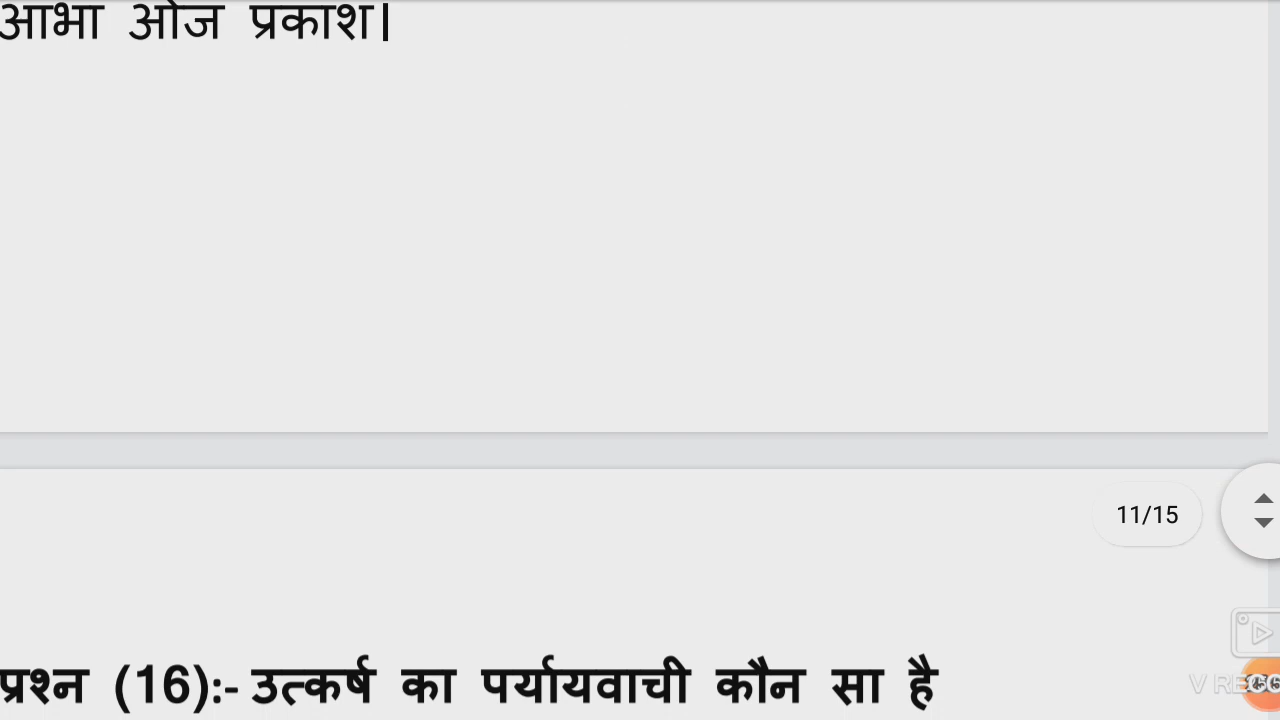 आभा ओज प्रकाश।
11/15
प्रश्न (16):- उत्कर्ष का पर्यायवाची कौन सा है